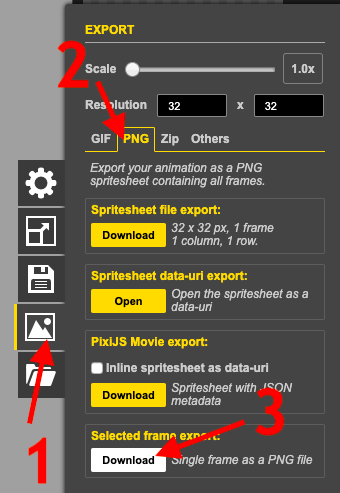 EXPORT
Scale 1.0x
2
Resolution 32 x 32
GIF PNG Zip Others
Export your animation as a PNG
spritesheet containing all frames.
Spritesheet file export:
Download 32 x 32 px, 1 frame
1 column, 1 row.
Spritesheet data-uri export:
Open Open the spritesheet as a
data-uri
PixiJS Movie export:
Inline spritesheet as data-uri
Download Spritesheet with JSON
metadata
1
3
Selected frame export:
Download Single frame as a PNG file